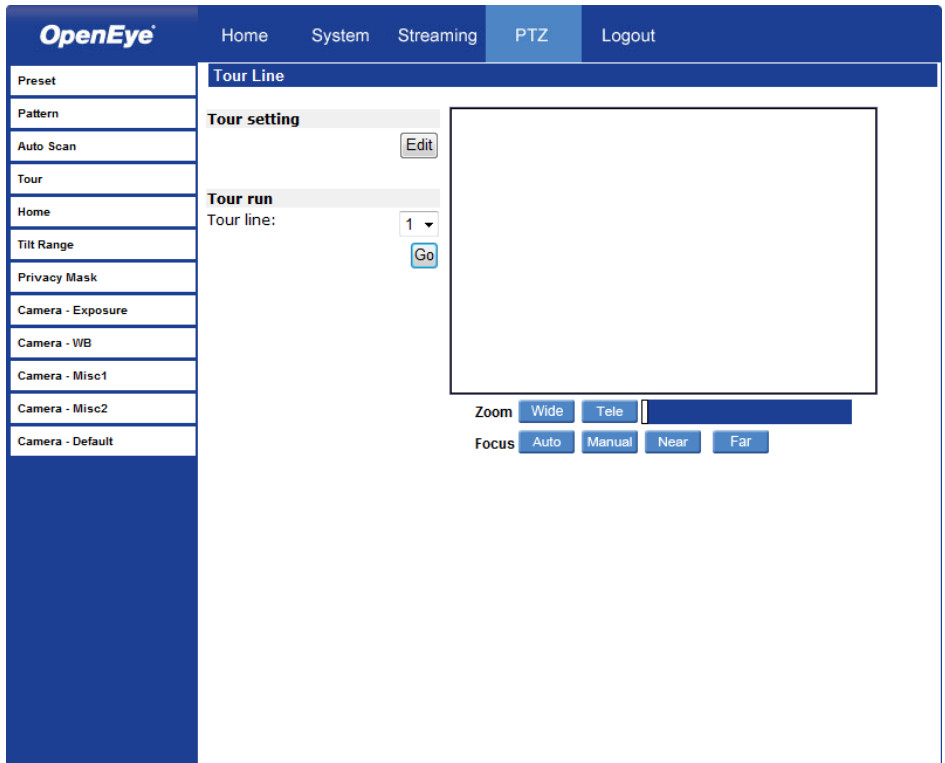 OpenEye
Home System Streaming PTZ Logout
Preset
Pattern
Auto Scan
Tour
Home
Tilt Range
Privacy Mask
Camera - Exposure
Camera - WB
Camera - Misc1
Camera - Misc2
Camera - Default
Tour Line
Tour setting
Edit
Tour run
Tour line: 1
Go
Zoom Wide Tele
Focus Auto Manual Near Far